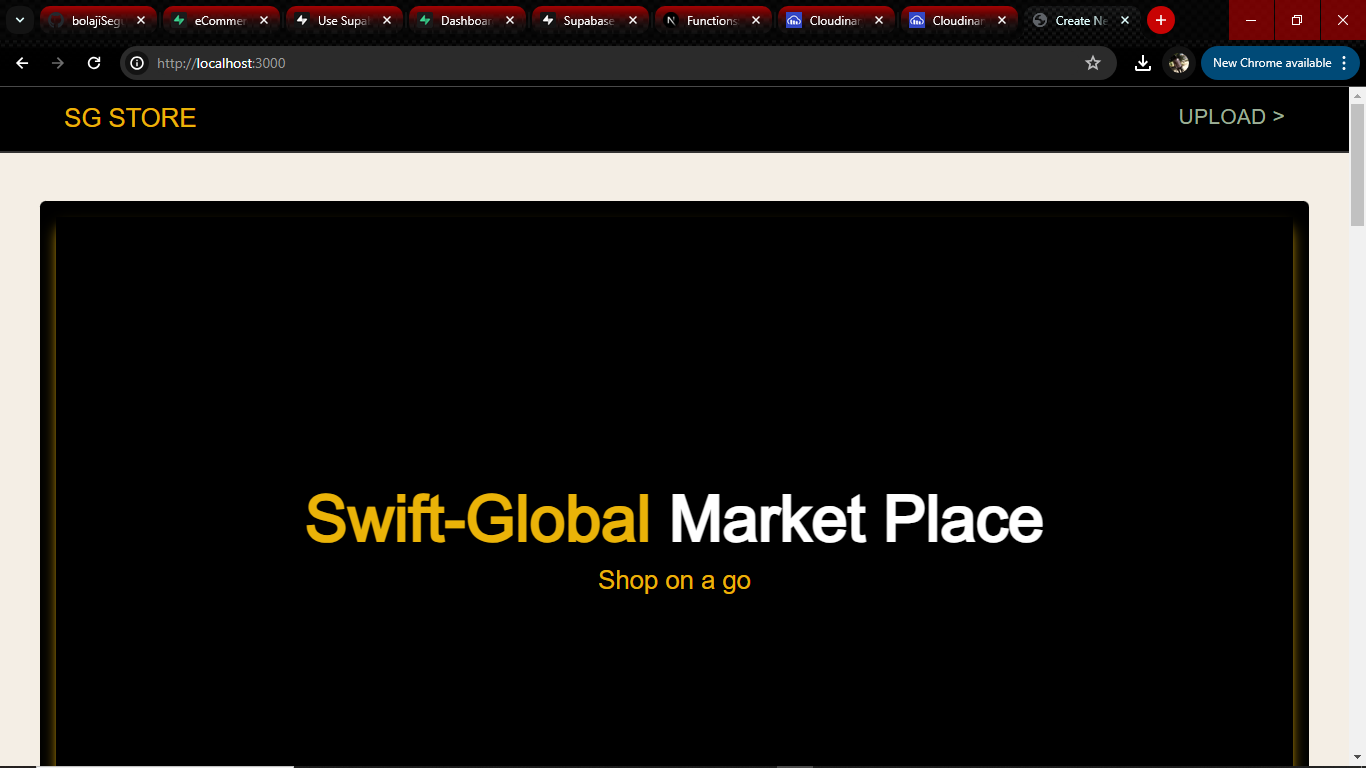 bolajiSegu
eCommer
Use Supal
Dashboar
Supabase
Functions
Cloudinar
Cloudinar
Create Ne
http://localhost:3000
New Chrome available
SG STORE
UPLOAD >
Swift-Global Market Place
Shop on a go